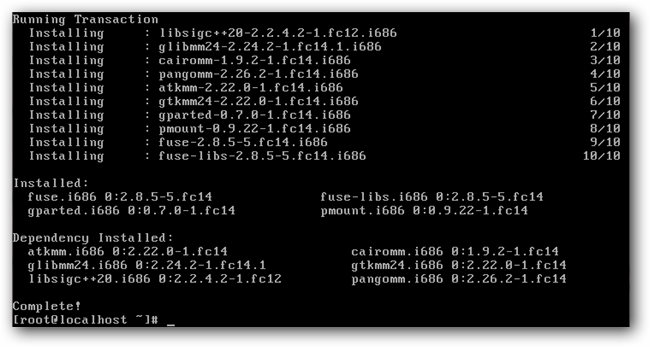 Running Transaction
Installing : libsigc++20-2.2.4.2-1.fc12.i686 1/10
Installing : glibmm24-2.24.2-1.fc14.1.i686 2/10
Installing : cairomm-1.9.2-1.fc14.i686 3/10
Installing : pangomm-2.26.2-1.fc14.i686 4/10
Installing : atkmm-2.22.0-1.fc14.i686 5/10
Installing : gtkmm24-2.22.0-1.fc14.i686 6/10
Installing : gparted-0.7.0-1.fc14.i686 7/10
Installing : pmount-0.9.22-1.fc14.i686 8/10
Installing : fuse-2.8.5-5.fc14.i686 9/10
Installing : fuse-libs-2.8.5-5.fc14.i686 10/10
Installed:
fuse.i686 0:2.8.5-5.fc14 fuse-libs.i686 0:2.8.5-5.fc14
gparted.i686 0:0.7.0-1.fc14 pmount.i686 0:0.9.22-1.fc14
Dependency Installed:
atkmm.i686 0:2.22.0-1.fc14 cairomm.i686 0:1.9.2-1.fc14
glibmm24.i686 0:2.24.2-1.fc14.1 gtkmm24.i686 0:2.22.0-1.fc14
libsigc++20.i686 0:2.2.4.2-1.fc12 pangomm.i686 0:2.26.2-1.fc14
Complete!
[root@localhost ~]# _